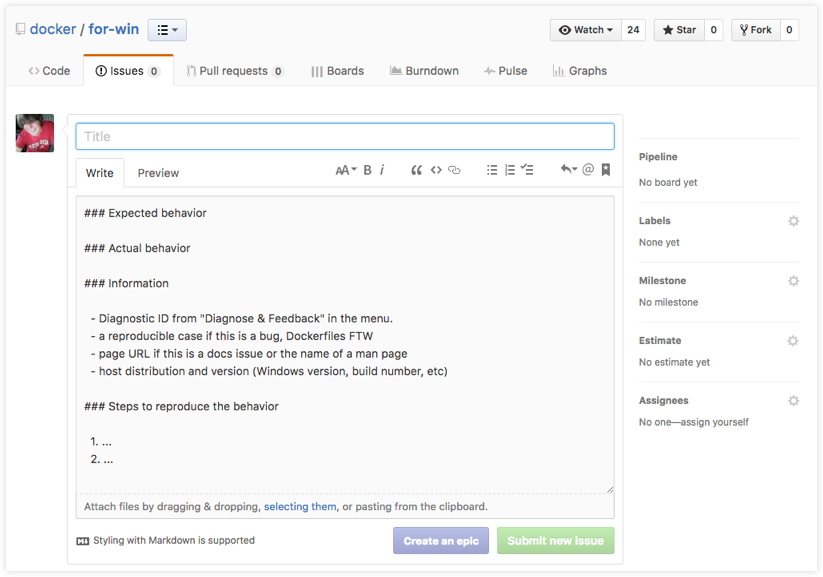 docker / for-win
Watch 24 Star 0 Fork 0
Code Issues 0 Pull requests 0 Boards Burndown Pulse Graphs
Title
Write Preview
AA B i
### Expected behavior
### Actual behavior
### Information
- Diagnostic ID from "Diagnose & Feedback" in the menu.
- a reproducible case if this is a bug, Dockerfiles FTW
- page URL if this is a docs issue or the name of a man page
- host distribution and version (Windows version, build number, etc)
### Steps to reproduce the behavior
1. ...
2. ...
Attach files by dragging & dropping, selecting them, or pasting from the clipboard.
Styling with Markdown is supported
Create an epic Submit new issue
Pipeline
No board yet
Labels
None yet
Milestone
No milestone
Estimate
No estimate yet
Assignees
No one—assign yourself